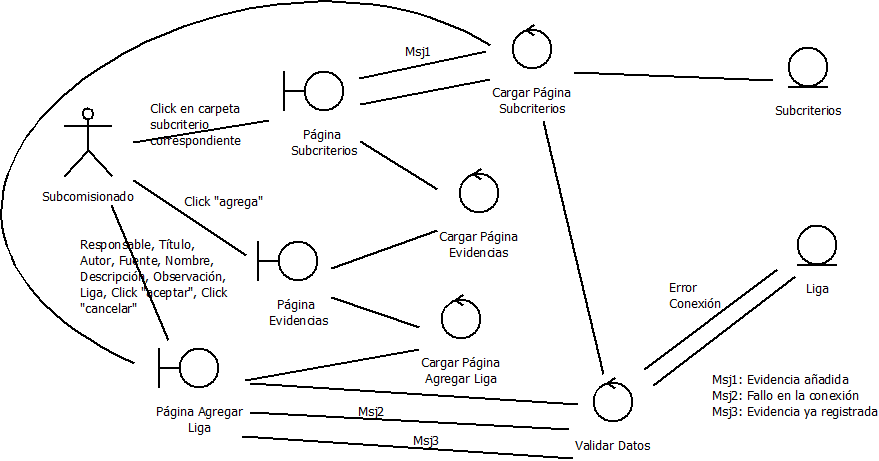 Msj1
Cargar Página
Subcriterios
Subcriterios
Click en carpeta
subcriterio
correspondiente
Página
Subcriterios
Subcomisionado
Click "agrega"
Cargar Página
Evidencias
Responsable, Título,
Autor, Fuente, Nombre,
Descripción, Observación,
Liga, Click "aceptar", Click
"cancelar"
Página
Evidencias
Error
Conexión
Liga
Cargar Página
Agregar Liga
Página Agregar
Liga
Msj2
Msj3
Validar Datos
Msj1: Evidencia añadida
Msj2: Fallo en la conexión
Msj3: Evidencia ya registrada